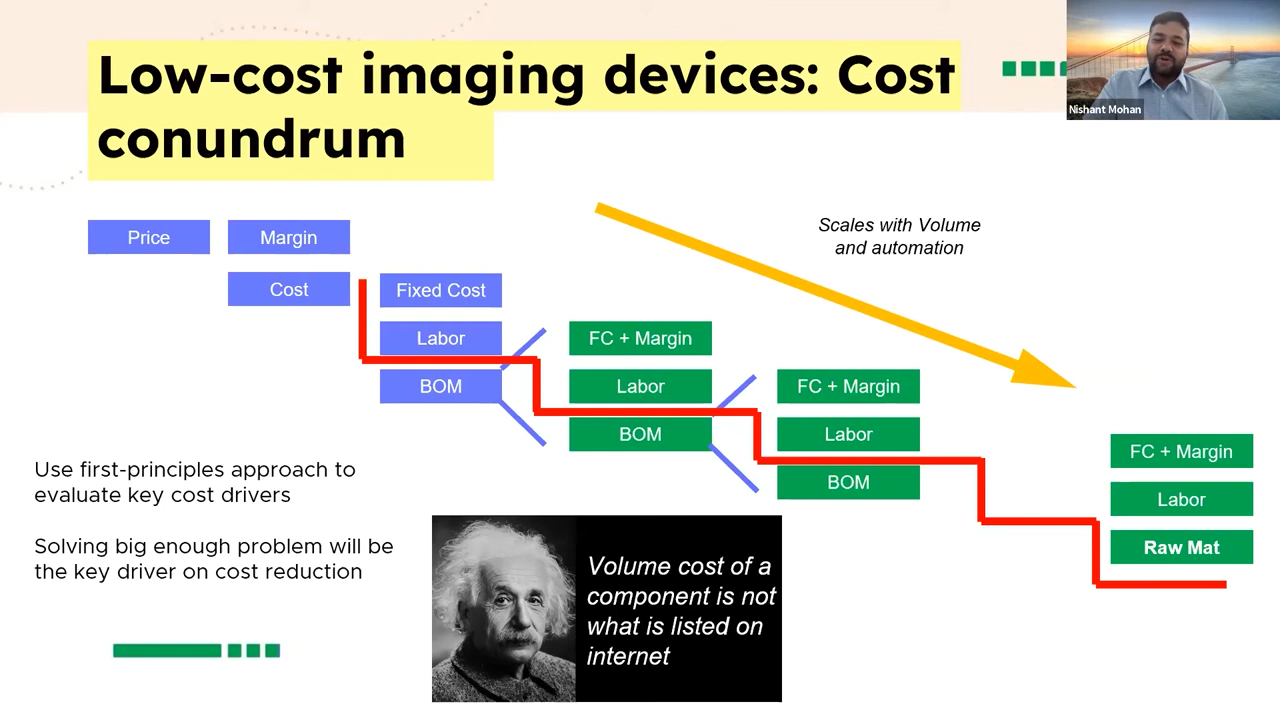 Low-cost imaging devices: Cost
conundrum
Nishant Mohan
Price
Margin
Cost
Fixed Cost
Labor
BOM
FC + Margin
Labor
BOM
FC + Margin
Labor
BOM
FC + Margin
Labor
Raw Mat
Scales with Volume
and automation
Use first-principles approach to
evaluate key cost drivers
Solving big enough problem will be
the key driver on cost reduction
Volume cost of a
component is not
what is listed on
internet